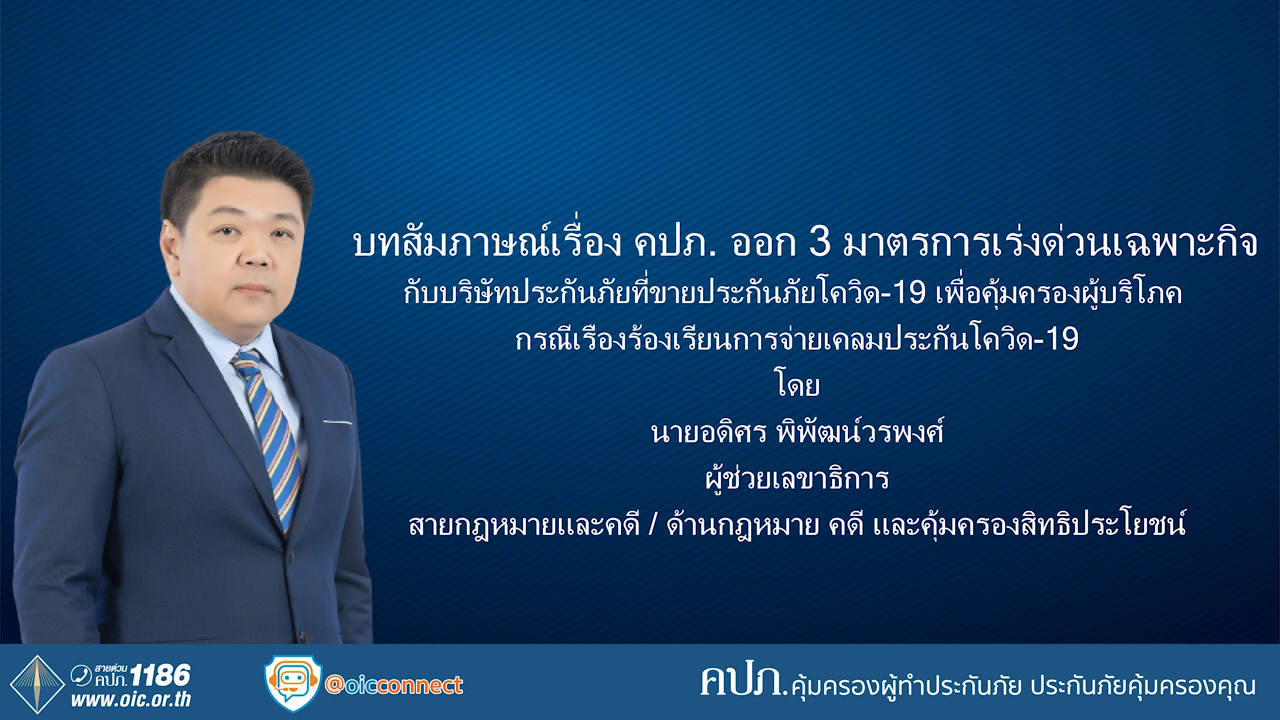 บทสัมภาษณ์เรื่อง คปภ. ออก 3 มาตรการเร่งด่วนเฉพาะกิจ
กับบริษัทประกันภัยที่ขายประกันภัยโควิด-19 เพื่อคุ้มครองผู้บริโภค
กรณีเรืองร้องเรียนการจ่ายเคลมประกันโควิด-19
โดย
นายอดิศร พิพัฒน์วรพงศ์
ผู้ช่วยเลขาธิการ
สายกฎหมายและคดี / ด้านกฎหมาย คดี และคุ้มครองสิทธิประโยชน์
สายด่วน คปภ. 1186
www.oic.or.th
@oicconnect
คปภ. คุ้มครองผู้ทำประกันภัย ประกันภัยคุ้มครองคุณ